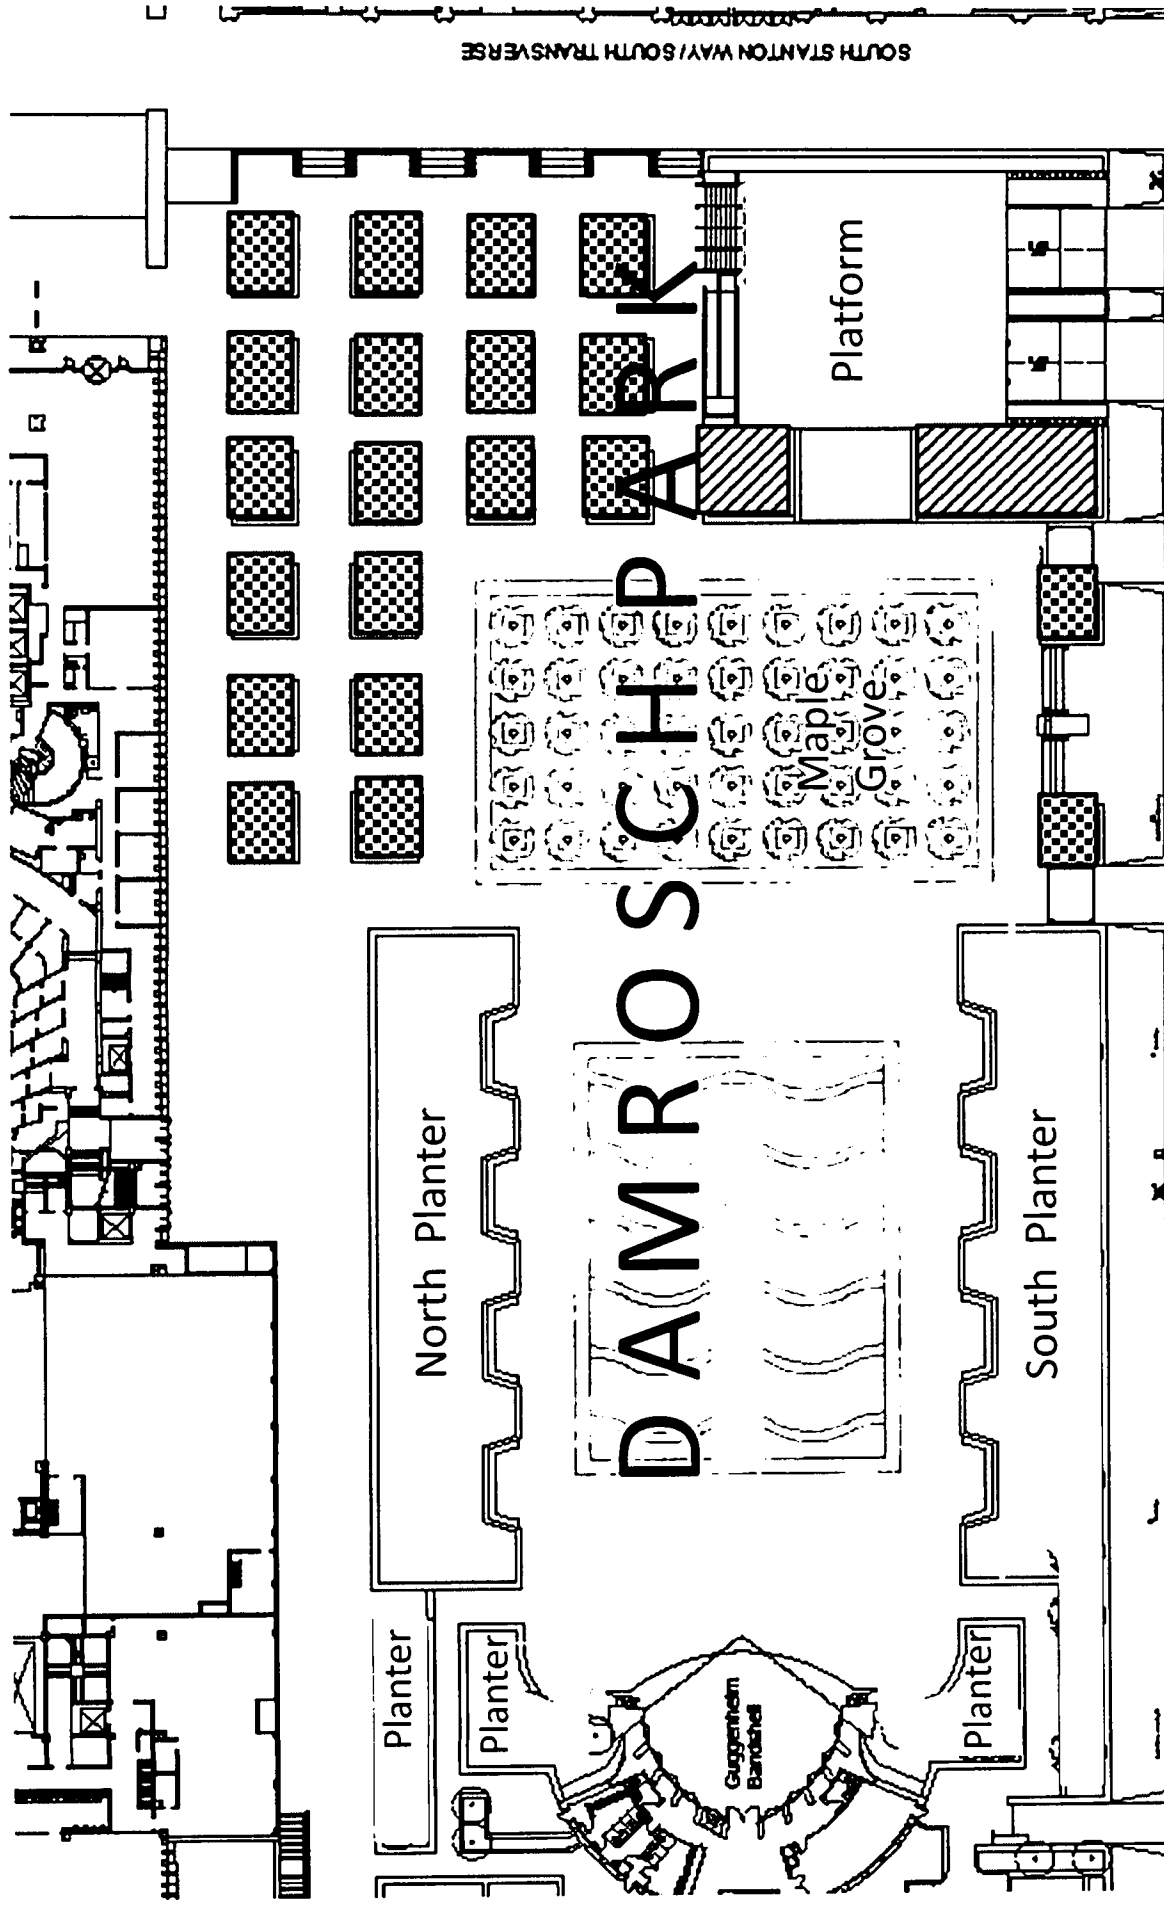 SOUTH STANTON WAY / SOUTH TRANSVERSE
DAMROSCH PARK
Platform
Maple
Grove
North Planter
South Planter
Planter
Planter
Planter
Guggenheim
Bandshell